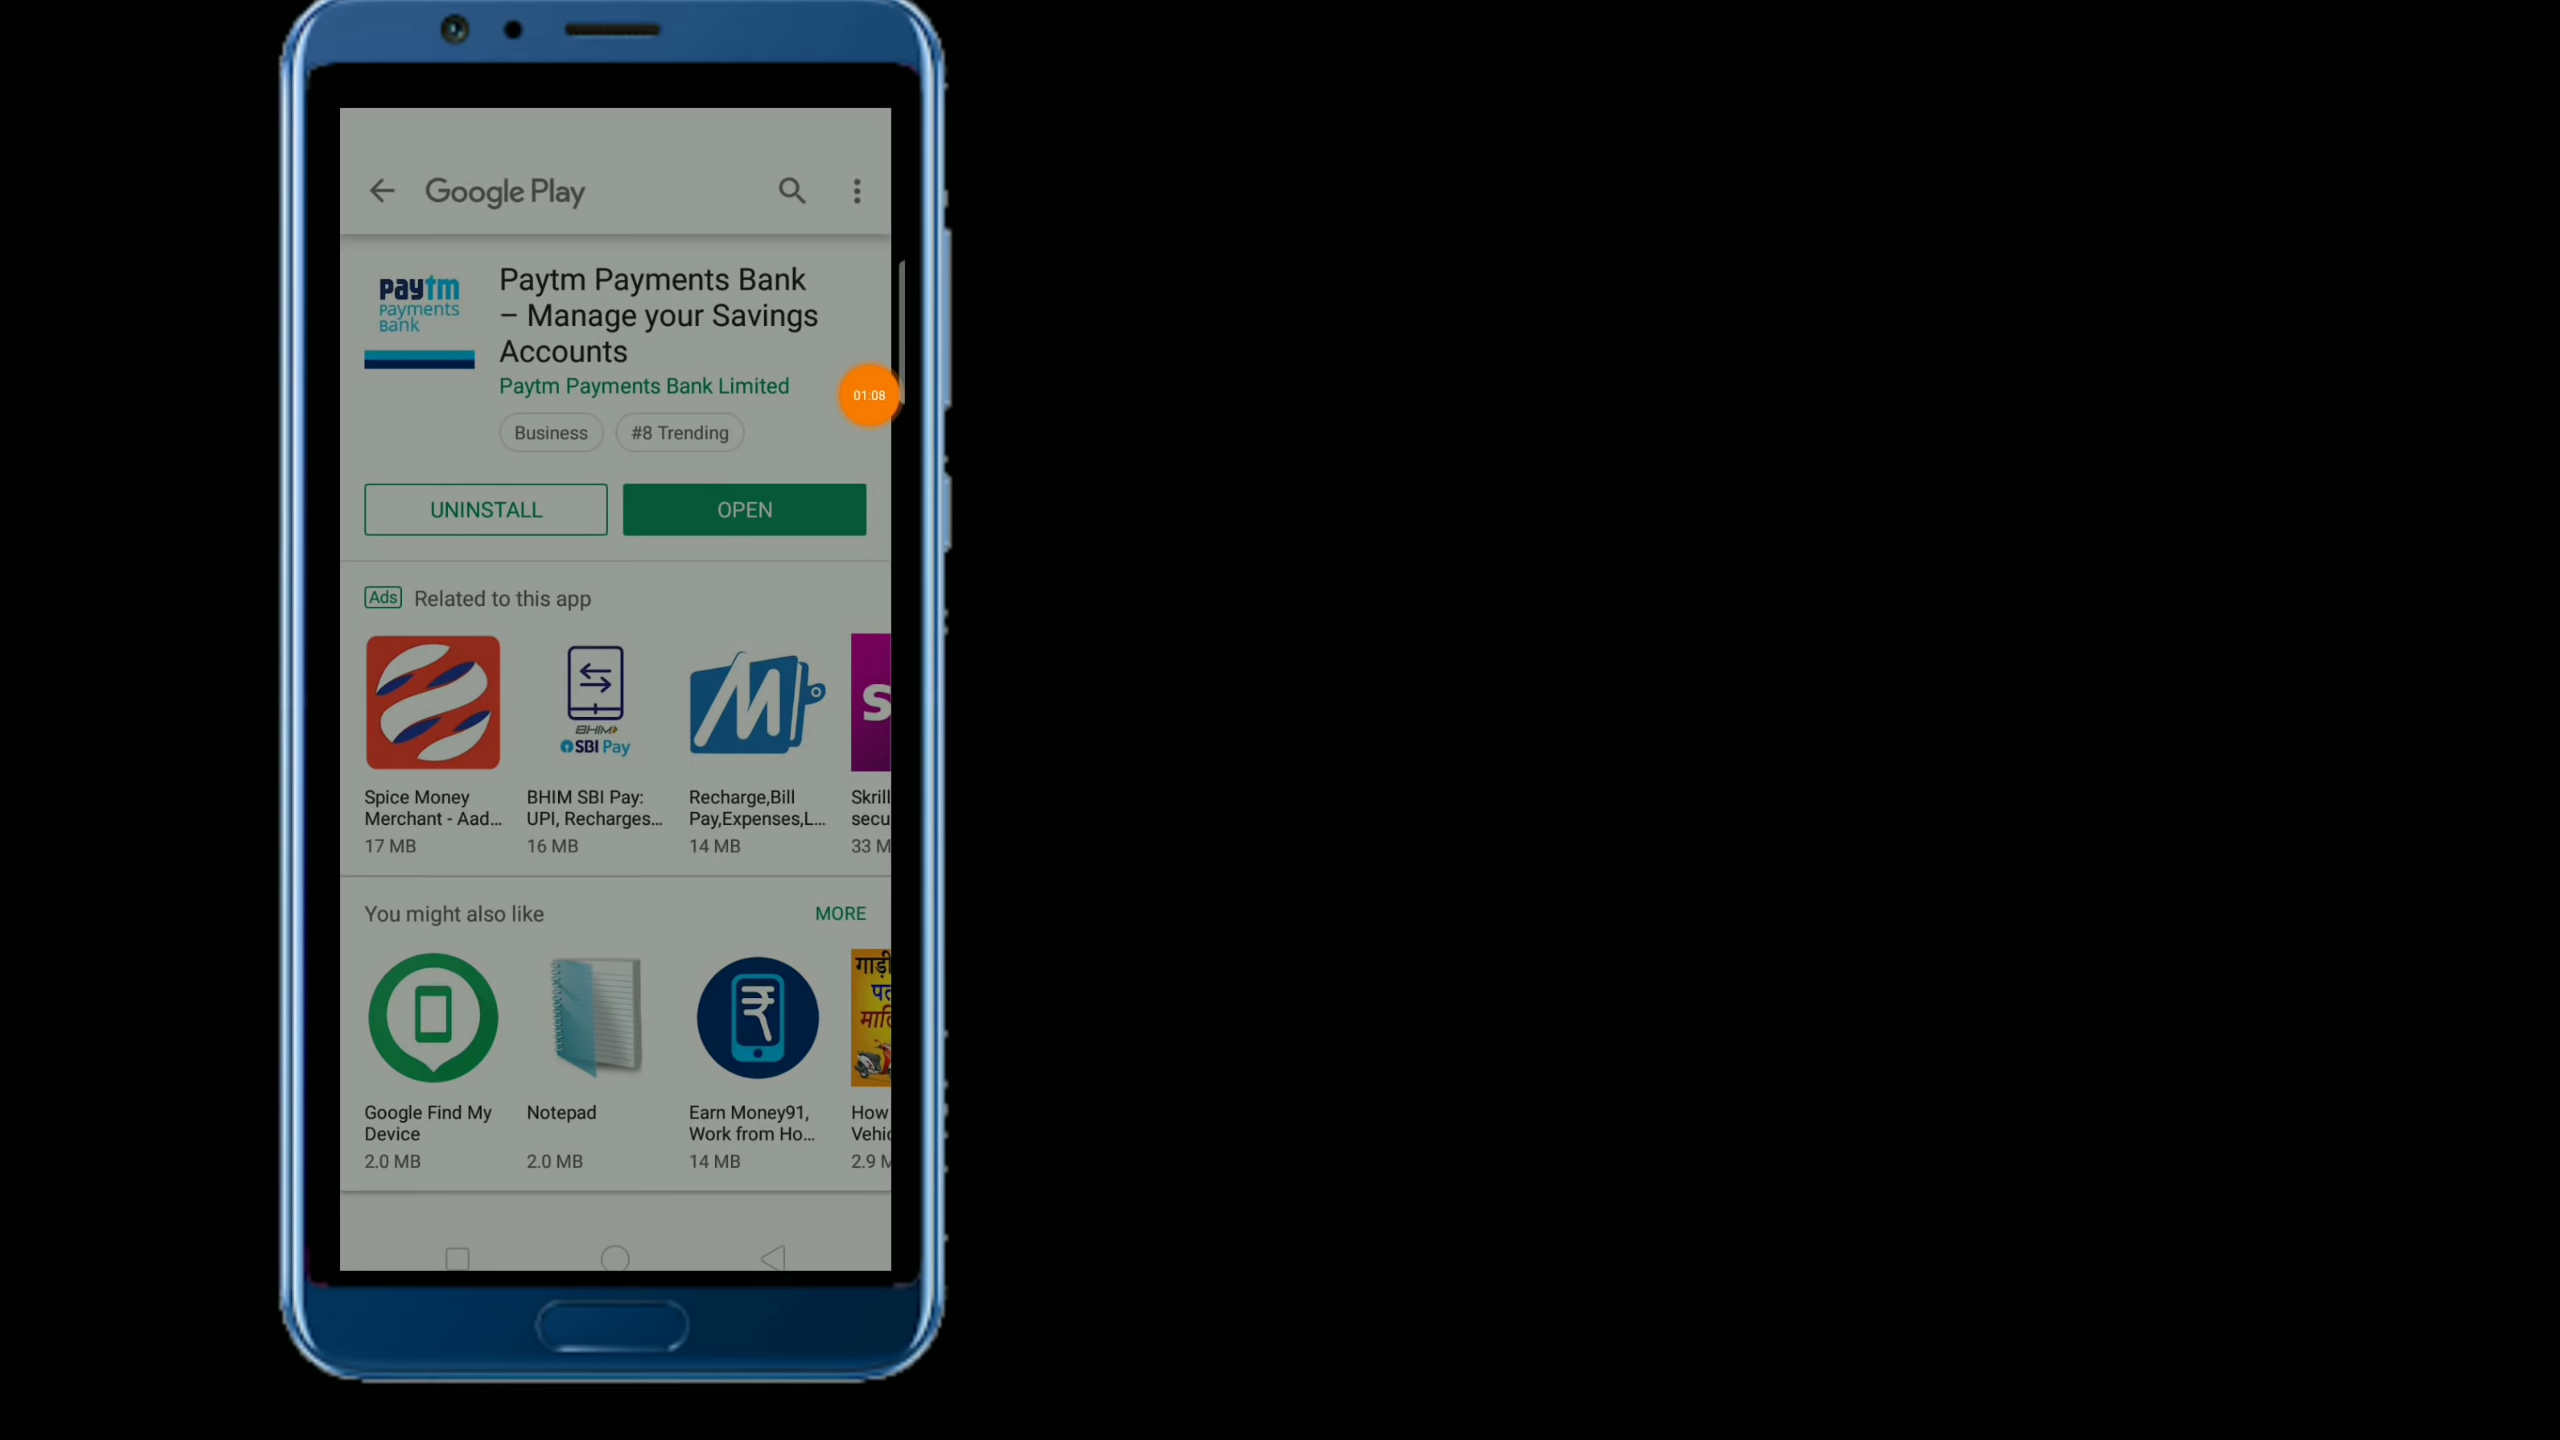 Google Play
paytm
payments
Bank
Paytm Payments Bank
– Manage your Savings
Accounts
Paytm Payments Bank Limited
01:08
Business
#8 Trending
UNINSTALL
OPEN
Ads
Related to this app
BHIM
SBI Pay
M
S
Spice Money
Merchant - Aad...
17 MB
BHIM SBI Pay:
UPI, Recharges...
16 MB
Recharge,Bill
Pay,Expenses,L...
14 MB
Skrill
secu
33 M
You might also like
MORE
₹
गाड़ी
Google Find My
Device
2.0 MB
Notepad
2.0 MB
Earn Money91,
Work from Ho...
14 MB
How
Vehic
2.9 M